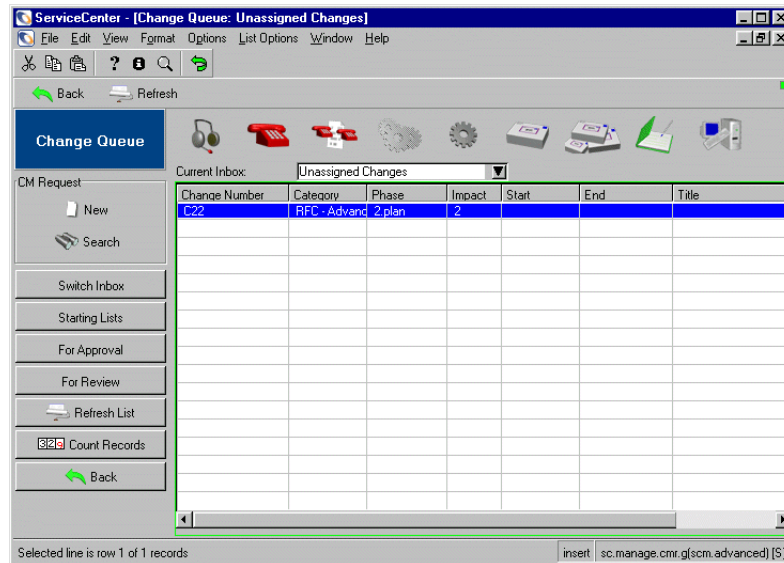 ServiceCenter - [Change Queue: Unassigned Changes]
File Edit View Format Options List Options Window Help
Back Refresh
Change Queue
Current Inbox: Unassigned Changes
CM Request
New
Search
Change Number Category Phase Impact Start End Title
C22 RFC - Advanc 2.plan 2
Switch Inbox
Starting Lists
For Approval
For Review
Refresh List
329 Count Records
Back
Selected line is row 1 of 1 records
insert sc.manage.cmr.g(scm.advanced) [S]